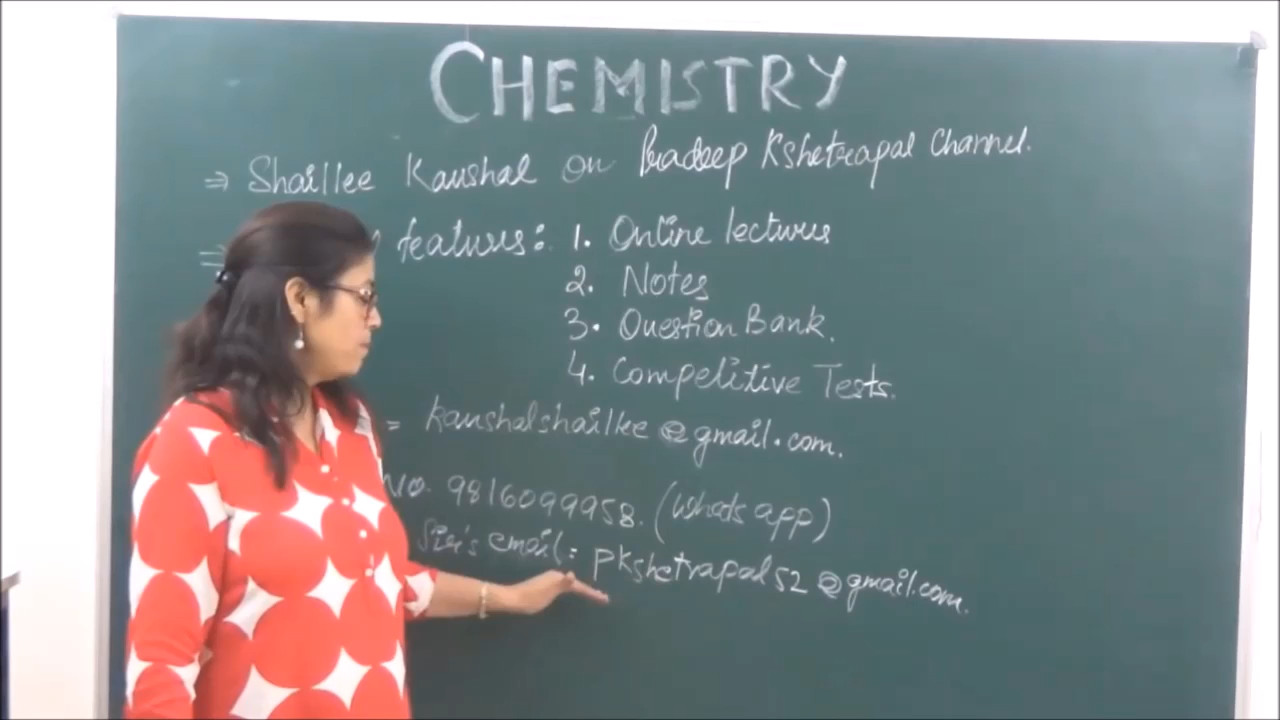 CHEMISTRY
⇒ Shaillee Kaushal on Pradeep Kshetrapal Channel.
⇒ features: 1. Online lectures
2. Notes
3. Question Bank.
4. Competitive Tests.
= kaushalshaillee@gmail.com.
No. 9816099958. (Whats app)
Sir's email = pkshetrapal52@gmail.com.